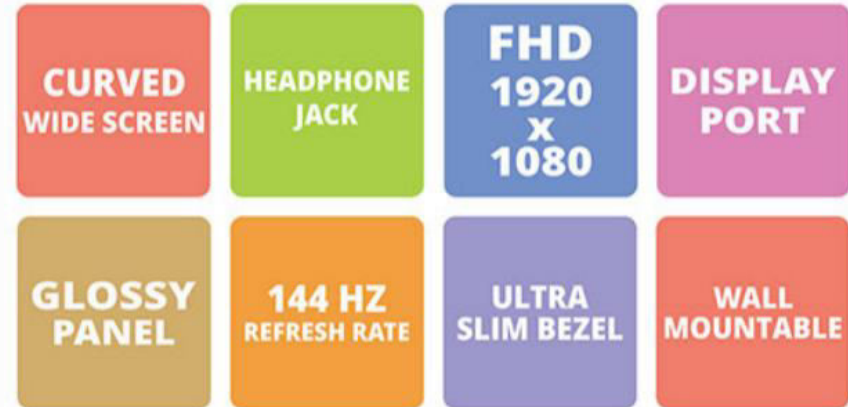 CURVED
WIDE SCREEN
HEADPHONE
JACK
FHD
1920
x
1080
DISPLAY
PORT
GLOSSY
PANEL
144 HZ
REFRESH RATE
ULTRA
SLIM BEZEL
WALL
MOUNTABLE